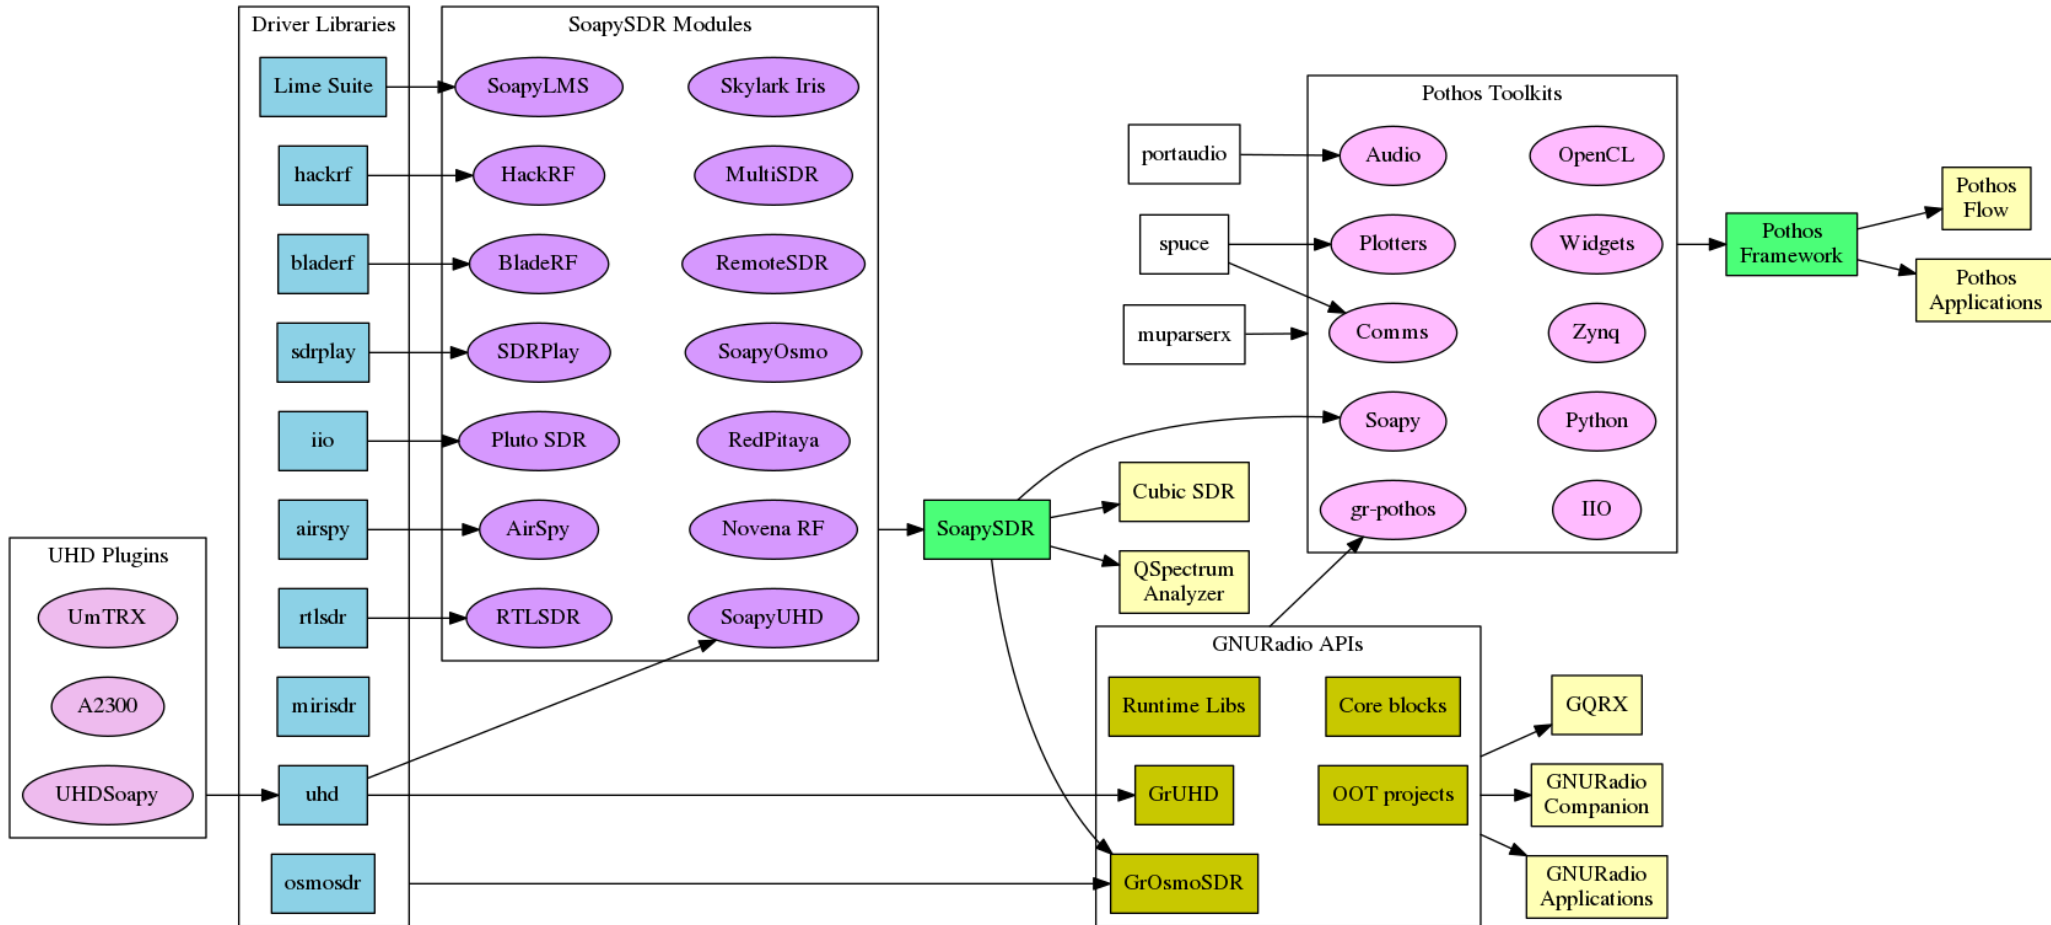 UHD Plugins
UmTRX
A2300
UHDSoapy
Driver Libraries
Lime Suite
hackrf
bladerf
sdrplay
iio
airspy
rtlsdr
mirisdr
uhd
osmosdr
SoapySDR Modules
SoapyLMS
Skylark Iris
HackRF
MultiSDR
BladeRF
RemoteSDR
SDRPlay
SoapyOsmo
Pluto SDR
RedPitaya
AirSpy
Novena RF
RTLSDR
SoapyUHD
SoapySDR
portaudio
spuce
muparserx
Cubic SDR
QSpectrum
Analyzer
Pothos Toolkits
Audio
OpenCL
Plotters
Widgets
Comms
Zynq
Soapy
Python
gr-pothos
IIO
GNURadio APIs
Runtime Libs
Core blocks
GrUHD
OOT projects
GrOsmoSDR
GQRX
GNURadio
Companion
GNURadio
Applications
Pothos
Framework
Pothos
Flow
Pothos
Applications